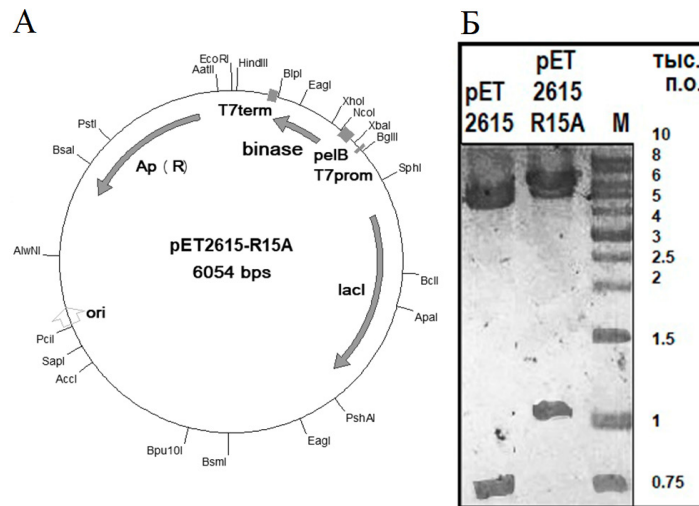 А
EcoRI
HindIII
AatII
BlpI
EagI
T7term
XhoI
NcoI
PstI
XbaI
BglII
BsaI
binase
pelB
Ap ( R)
T7prom
SphI
pET2615-R15A
6054 bps
AlwNI
lacI
BclI
ori
ApaI
PciI
SapI
AccI
PshAI
EagI
Bpu10I
BsmI
Б
pET
2615
pET
2615
R15A
M
тыс.
п.о.
10
8
6
5
4
3
2.5
2
1.5
1
0.75